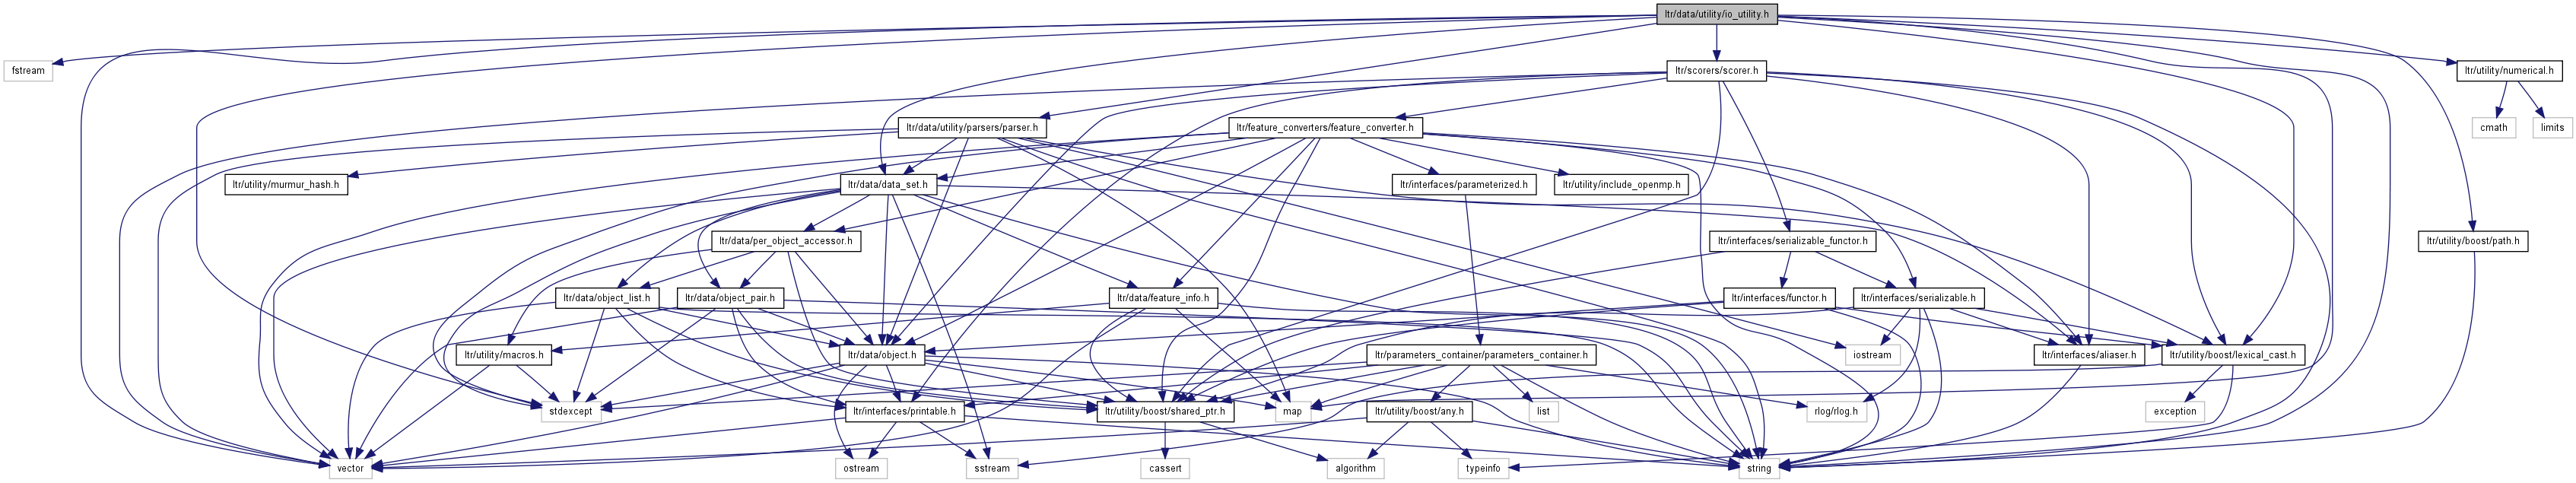 ltr/data/utility/io_utility.h
fstream
ltr/scorers/scorer.h
ltr/utility/numerical.h
ltr/data/utility/parsers/parser.h
ltr/feature_converters/feature_converter.h
cmath
limits
ltr/utility/murmur_hash.h
ltr/data/data_set.h
ltr/interfaces/parameterized.h
ltr/utility/include_openmp.h
ltr/data/per_object_accessor.h
ltr/interfaces/serializable_functor.h
ltr/utility/boost/path.h
ltr/data/object_list.h
ltr/data/object_pair.h
ltr/data/feature_info.h
ltr/interfaces/functor.h
ltr/interfaces/serializable.h
ltr/utility/macros.h
ltr/data/object.h
ltr/parameters_container/parameters_container.h
iostream
ltr/interfaces/aliaser.h
ltr/utility/boost/lexical_cast.h
stdexcept
ltr/interfaces/printable.h
ltr/utility/boost/shared_ptr.h
map
ltr/utility/boost/any.h
list
rlog/rlog.h
exception
vector
ostream
sstream
cassert
algorithm
typeinfo
string